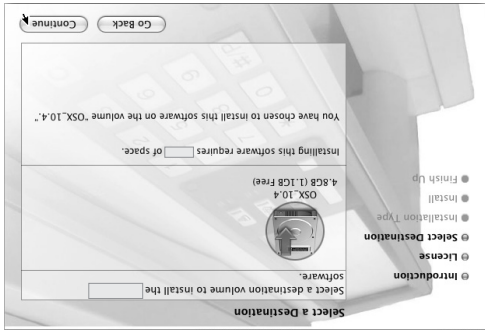 Select a Destination
Introduction
License
Select Destination
Installation Type
Install
Finish Up
Select a destination volume to install the
software.
OSX_10.4
4.8GB (1.1GB Free)
Installing this software requires of space.
You have chosen to install this software on the volume "OSX_10.4."
Go Back
Continue